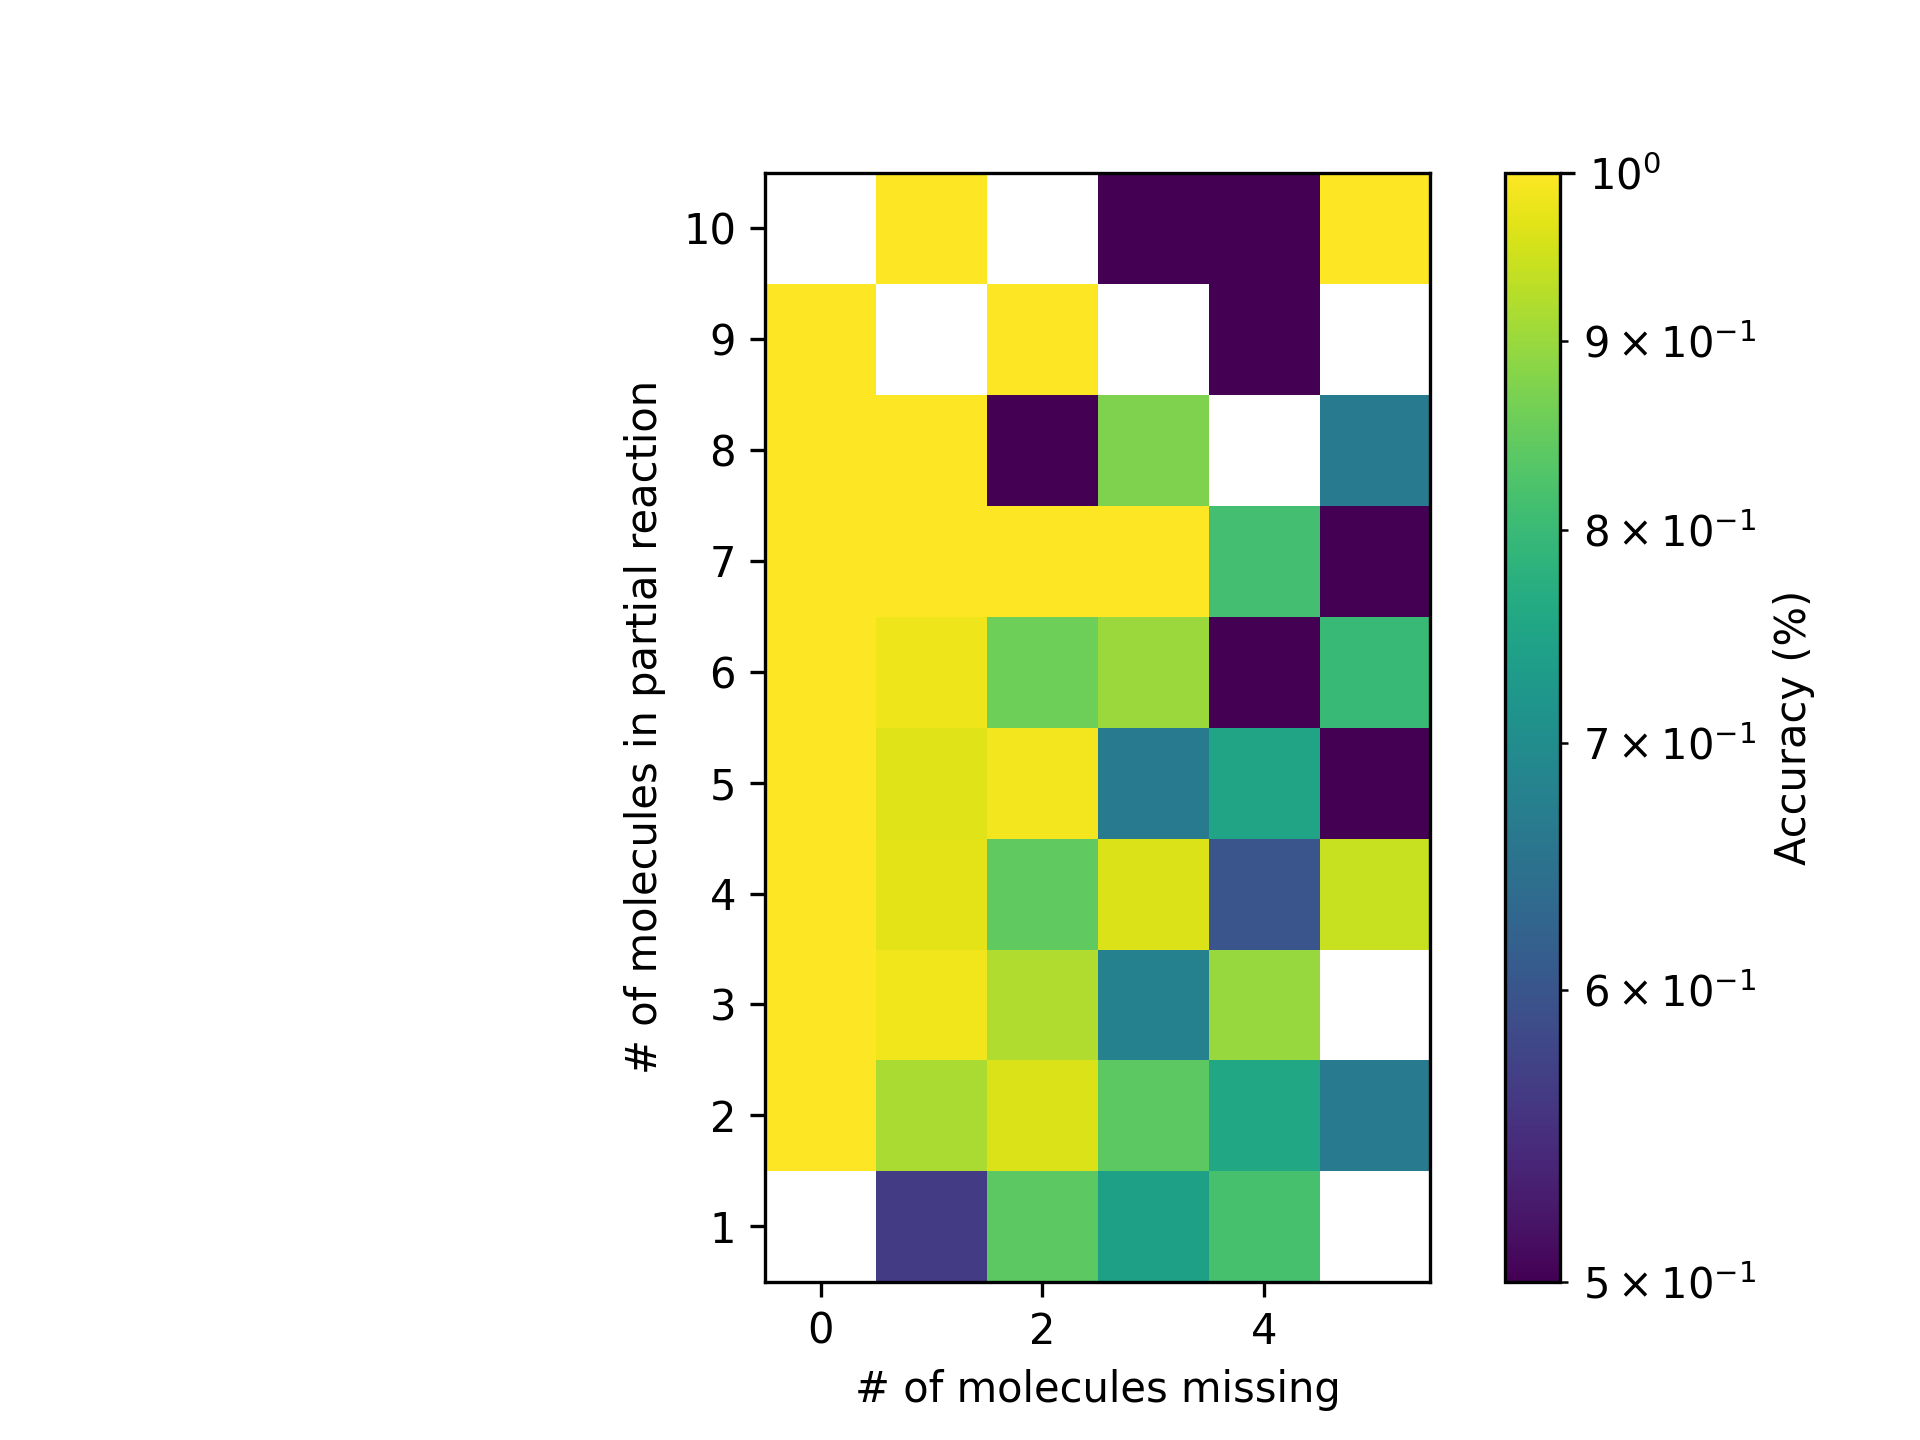 10
9
8
7
6
5
4
3
2
1
# of molecules in partial reaction
0 2 4
# of molecules missing
10⁰
9 × 10⁻¹
8 × 10⁻¹
7 × 10⁻¹
6 × 10⁻¹
5 × 10⁻¹
Accuracy (%)